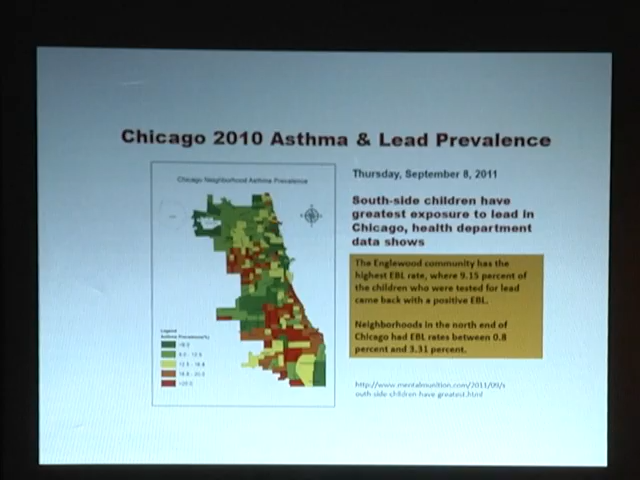 Chicago 2010 Asthma & Lead Prevalence
Chicago Neighborhood Asthma Prevalence
Legend
Asthma Prevalence(%)
Thursday, September 8, 2011
South-side children have
greatest exposure to lead in
Chicago, health department
data shows
The Englewood community has the
highest EBL rate, where 9.15 percent of
the children who were tested for lead
came back with a positive EBL.
Neighborhoods in the north end of
Chicago had EBL rates between 0.8
percent and 3.31 percent.
http://www.mentalmunition.com/2011/09/s
outh-side-children-have-greatest.html